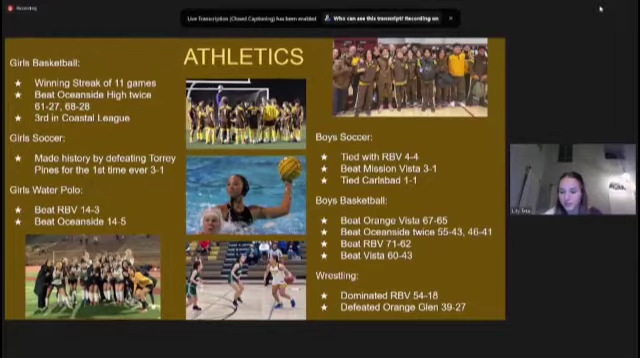 Recording
Live Transcription (Closed Captioning) has been enabled
Who can see this transcript? Recording on
ATHLETICS
Girls Basketball:
★ Winning Streak of 11 games
★ Beat Oceanside High twice
61-27, 68-28
★ 3rd in Coastal League
Girls Soccer:
★ Made history by defeating Torrey
Pines for the 1st time ever 3-1
Girls Water Polo:
★ Beat RBV 14-3
★ Beat Oceanside 14-5
Boys Soccer:
★ Tied with RBV 4-4
★ Beat Mission Vista 3-1
★ Tied Carlsbad 1-1
Boys Basketball:
★ Beat Orange Vista 67-65
★ Beat Oceanside twice 55-43, 46-41
★ Beat RBV 71-62
★ Beat Vista 60-43
Wrestling:
★ Dominated RBV 54-18
★ Defeated Orange Glen 39-27